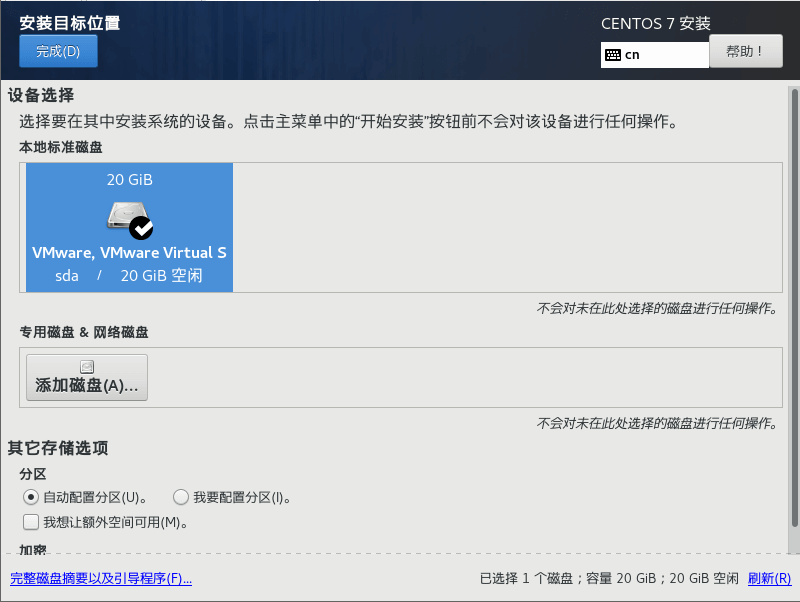 安装目标位置
CENTOS 7 安装
完成(D)
cn
帮助！
设备选择
选择要在其中安装系统的设备。点击主菜单中的“开始安装”按钮前不会对该设备进行任何操作。
本地标准磁盘
20 GiB
VMware, VMware Virtual S
sda / 20 GiB 空闲
不会对未在此处选择的磁盘进行任何操作。
专用磁盘 & 网络磁盘
添加磁盘(A)...
不会对未在此处选择的磁盘进行任何操作。
其它存储选项
分区
自动配置分区(U)。 我要配置分区(I)。
我想让额外空间可用(M)。
加密
完整磁盘摘要以及引导程序(F)... 已选择 1 个磁盘；容量 20 GiB；20 GiB 空闲 刷新(R)